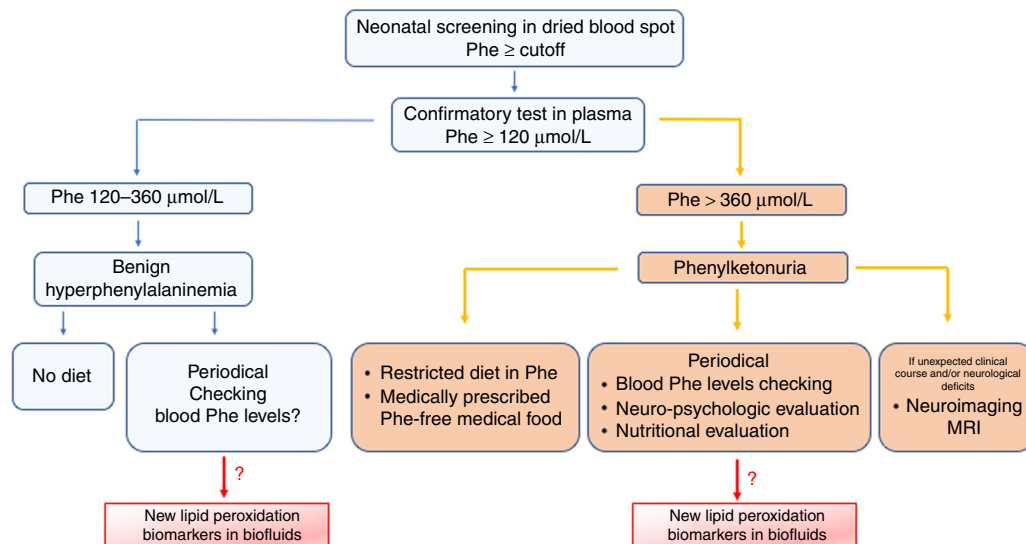 Neonatal screening in dried blood spot
Phe ≥ cutoff
Confirmatory test in plasma
Phe ≥ 120 μmol/L
Phe 120–360 μmol/L
Phe > 360 μmol/L
Benign
hyperphenylalaninemia
Phenylketonuria
No diet
Periodical
Checking
blood Phe levels?
• Restricted diet in Phe
• Medically prescribed
Phe-free medical food
Periodical
• Blood Phe levels checking
• Neuro-psychologic evaluation
• Nutritional evaluation
If unexpected clinical
course and/or neurological
deficits
• Neuroimaging
MRI
?
?
New lipid peroxidation
biomarkers in biofluids
New lipid peroxidation
biomarkers in biofluids